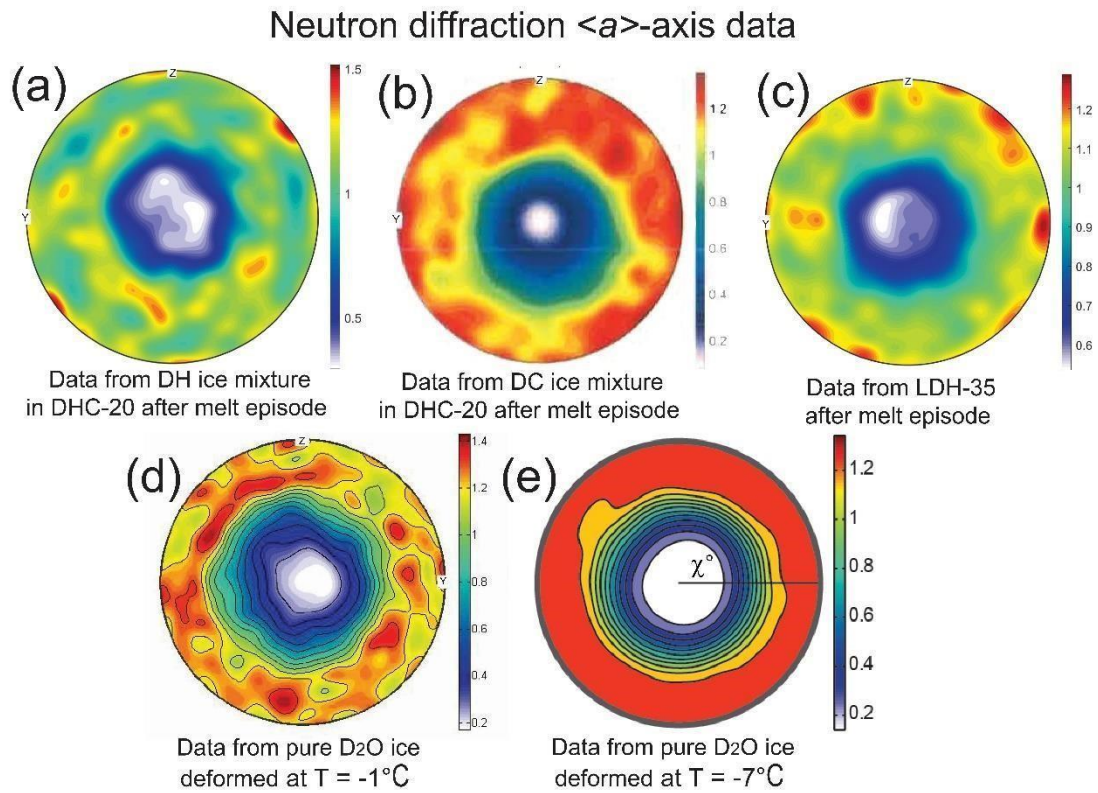 Neutron diffraction <a>-axis data
(a)
Z
Y
1.5
1
0.5
Data from DH ice mixture
in DHC-20 after melt episode
(b)
Z
Y
1.2
1
0.8
0.6
0.4
0.2
Data from DC ice mixture
in DHC-20 after melt episode
(c)
Z
Y
1.2
1.1
1
0.9
0.8
0.7
0.6
Data from LDH-35
after melt episode
(d)
Z
Y
1.4
1.2
1
0.8
0.6
0.4
0.2
Data from pure D2O ice
deformed at T = -1°C
(e)
χ°
1.2
1
0.8
0.6
0.4
0.2
Data from pure D2O ice
deformed at T = -7°C